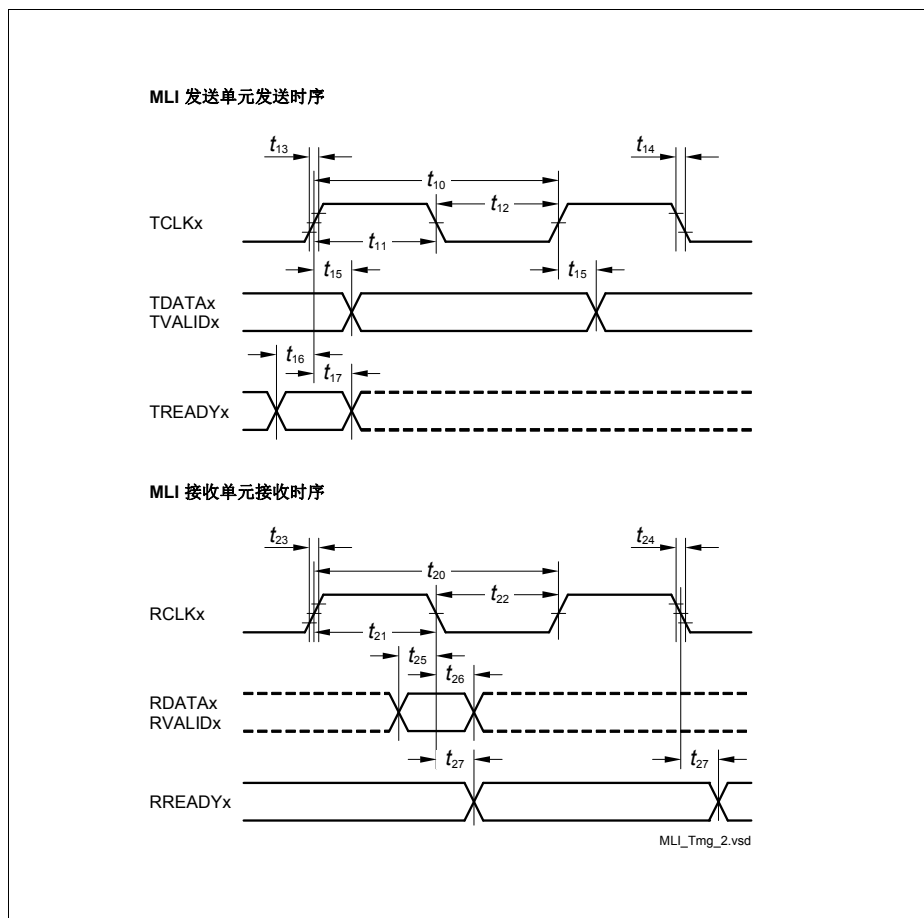 MLI 发送单元发送时序
t13
t14
t10
t12
TCLKx
t11
t15
t15
TDATAx
TVALIDx
t16
t17
TREADYx
MLI 接收单元接收时序
t23
t24
t20
t22
RCLKx
t21
t25
t26
RDATAx
RVALIDx
t27
t27
RREADYx
MLI_Tmg_2.vsd